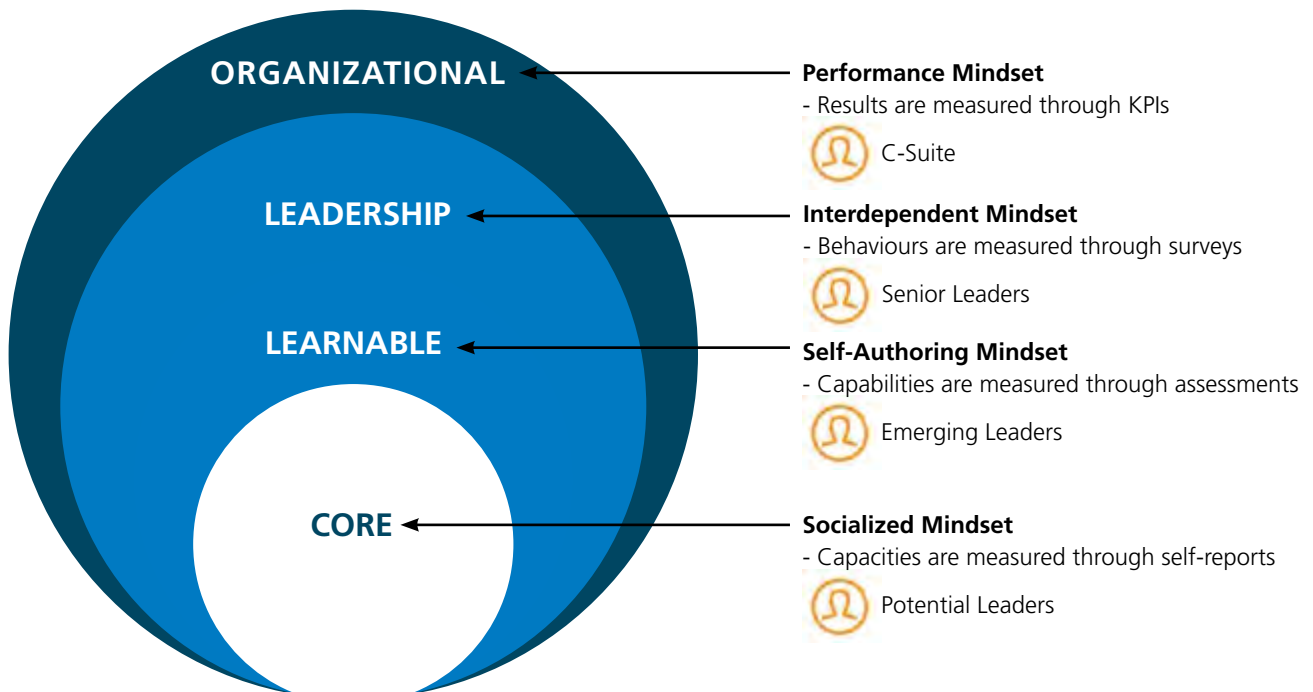 ORGANIZATIONAL
Performance Mindset
- Results are measured through KPIs
C-Suite
LEADERSHIP
Interdependent Mindset
- Behaviours are measured through surveys
Senior Leaders
LEARNABLE
Self-Authoring Mindset
- Capabilities are measured through assessments
Emerging Leaders
CORE
Socialized Mindset
- Capacities are measured through self-reports
Potential Leaders